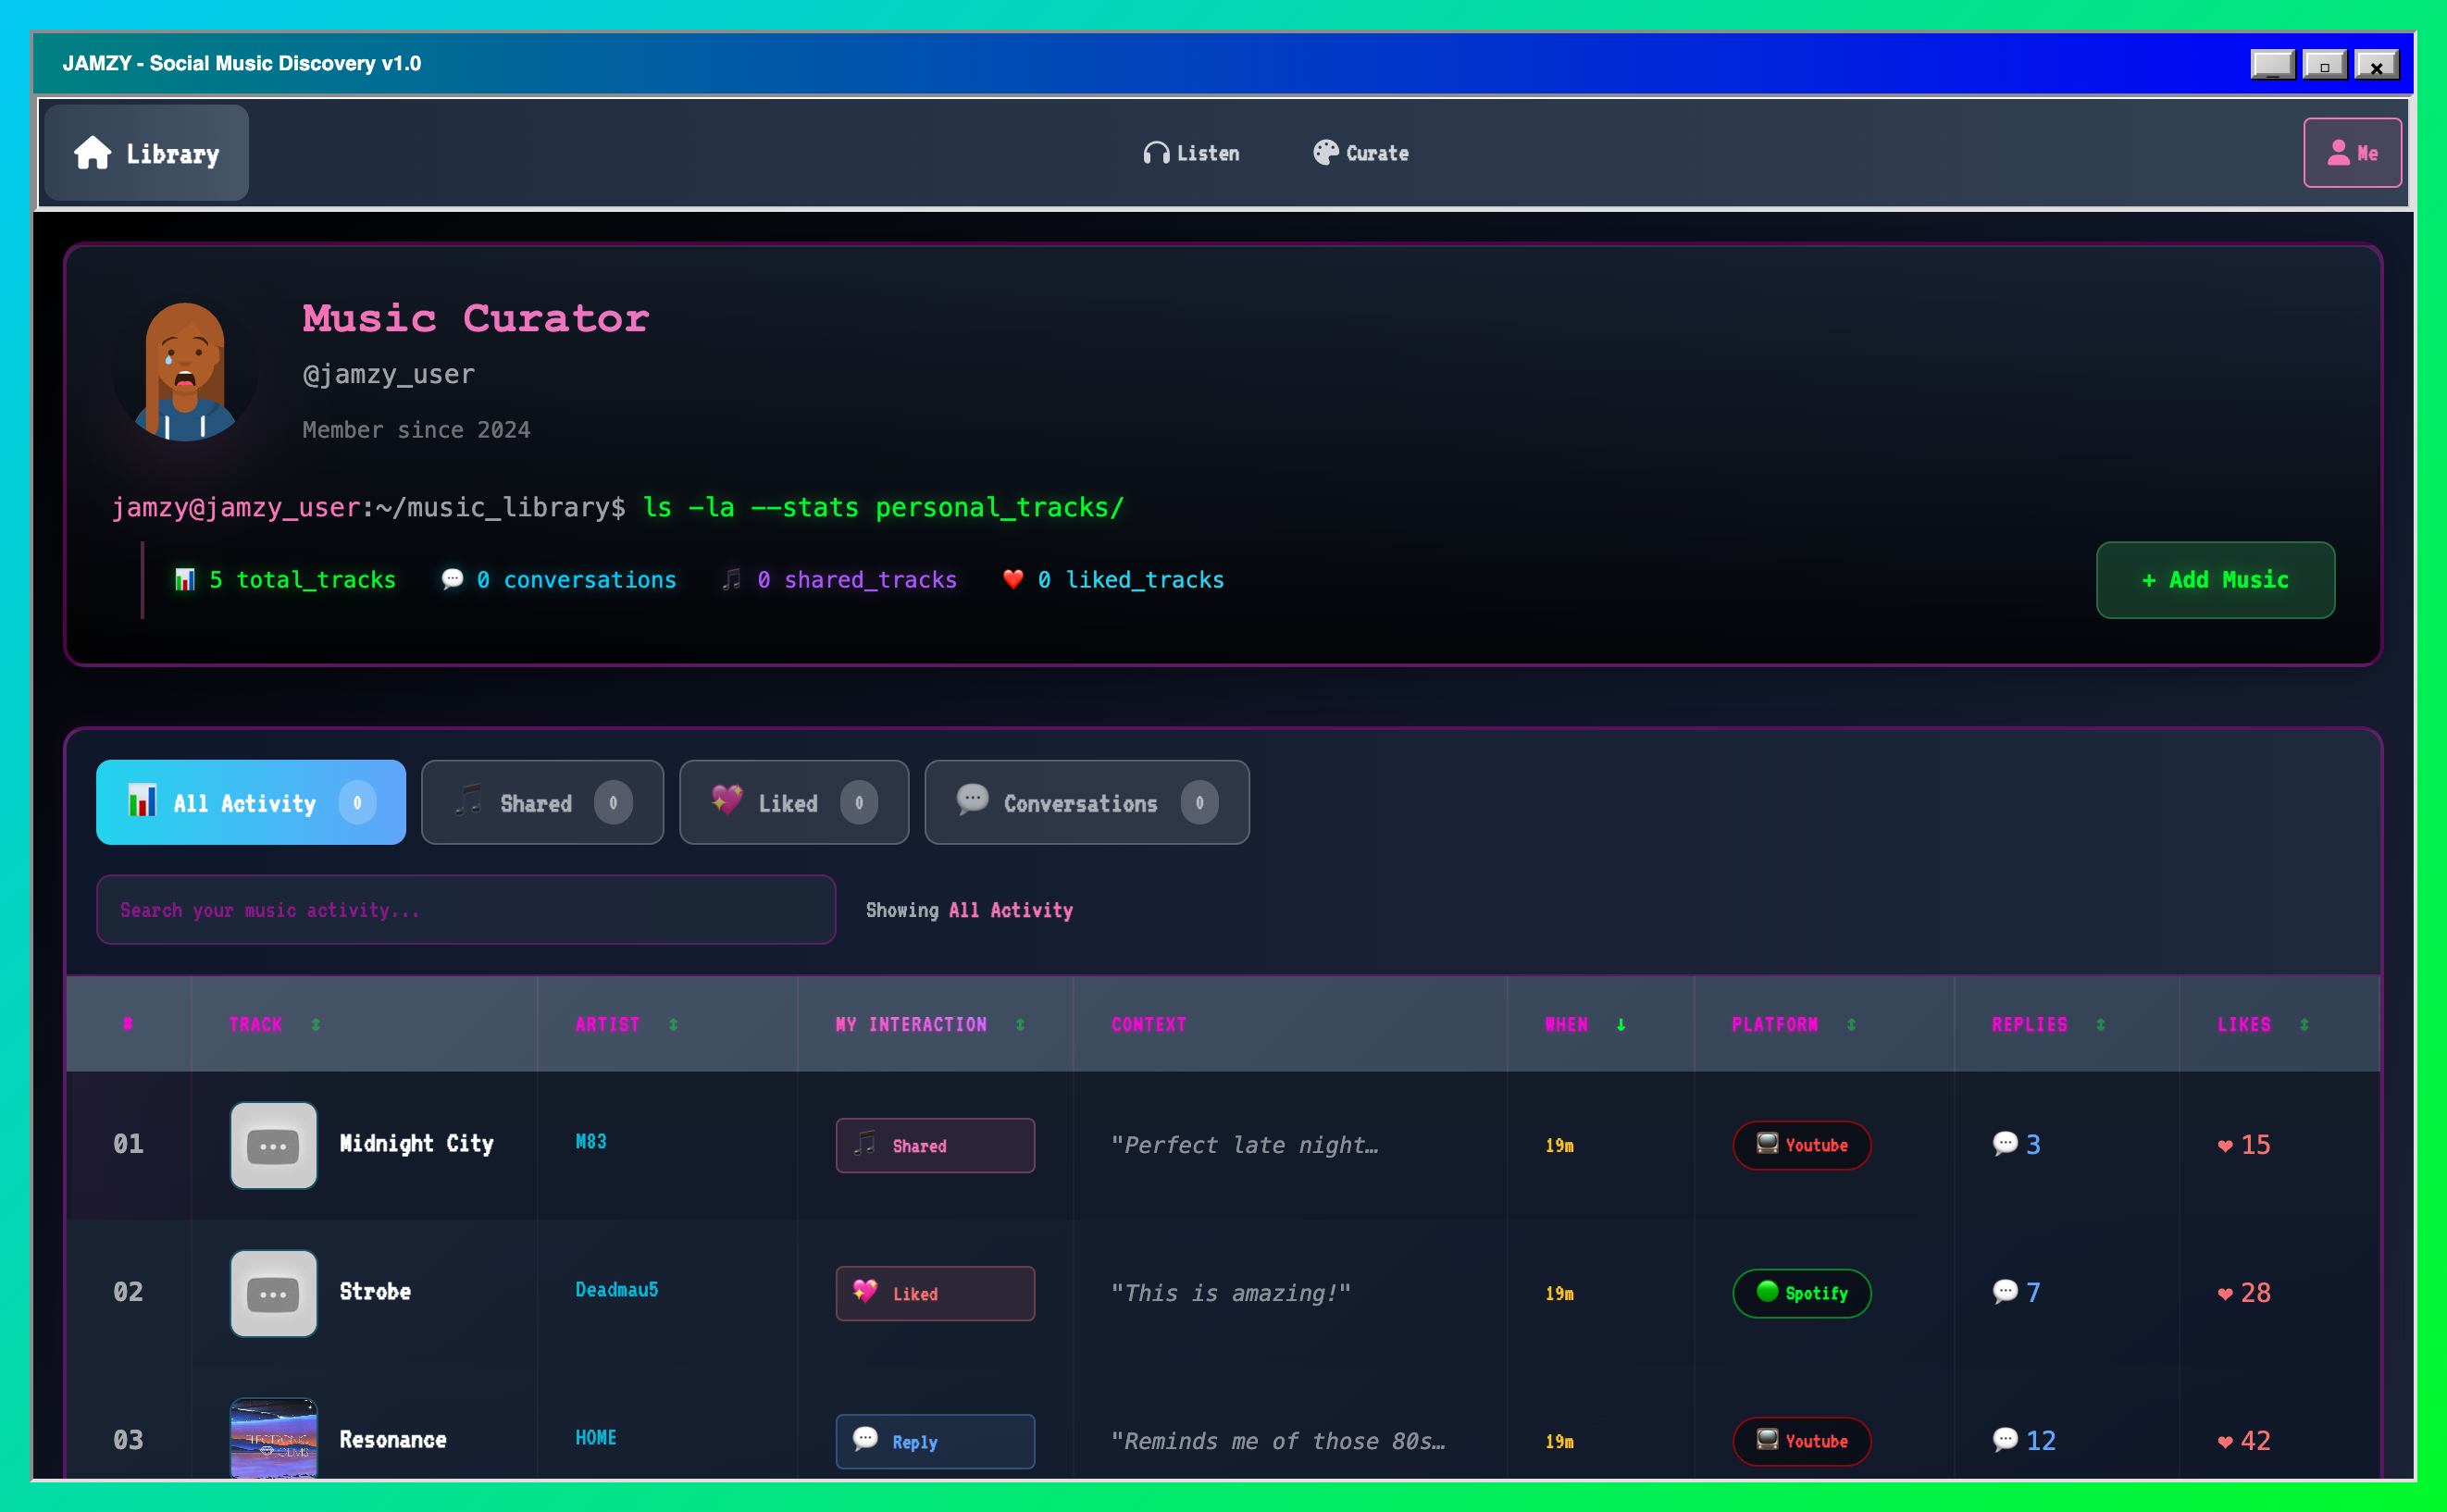 JAMZY - Social Music Discovery v1.0
Library
Listen
Curate
Me
Music Curator
@jamzy_user
Member since 2024
jamzy@jamzy_user:~/music_library$ ls -la --stats personal_tracks/
5 total_tracks
0 conversations
0 shared_tracks
0 liked_tracks
+ Add Music
All Activity 0
Shared 0
Liked 0
Conversations 0
Search your music activity...
Showing All Activity
# TRACK ARTIST MY INTERACTION CONTEXT WHEN PLATFORM REPLIES LIKES
01 Midnight City M83 Shared "Perfect late night… 19m Youtube 3 15
02 Strobe Deadmau5 Liked "This is amazing!" 19m Spotify 7 28
03 Resonance HOME Reply "Reminds me of those 80s… 19m Youtube 12 42